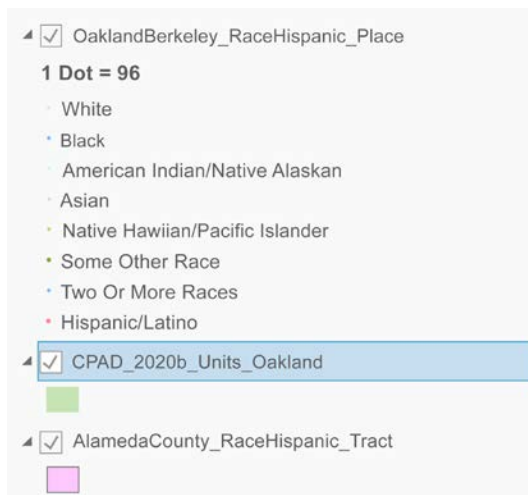 OaklandBerkeley_RaceHispanic_Place
1 Dot = 96
White
Black
American Indian/Native Alaskan
Asian
Native Hawiian/Pacific Islander
Some Other Race
Two Or More Races
Hispanic/Latino
CPAD_2020b_Units_Oakland
AlamedaCounty_RaceHispanic_Tract